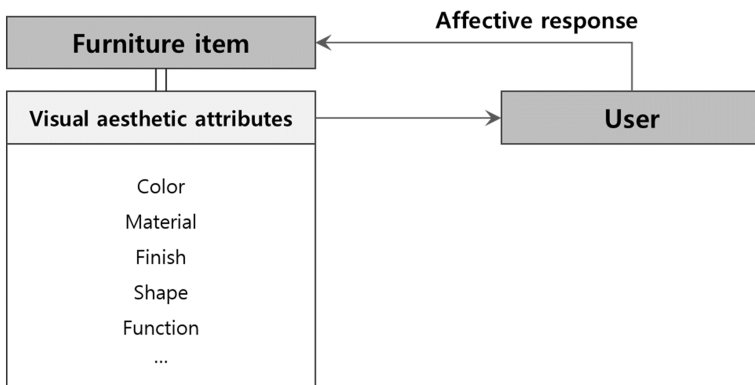 Affective response
Furniture item
Visual aesthetic attributes
User
Color
Material
Finish
Shape
Function
...